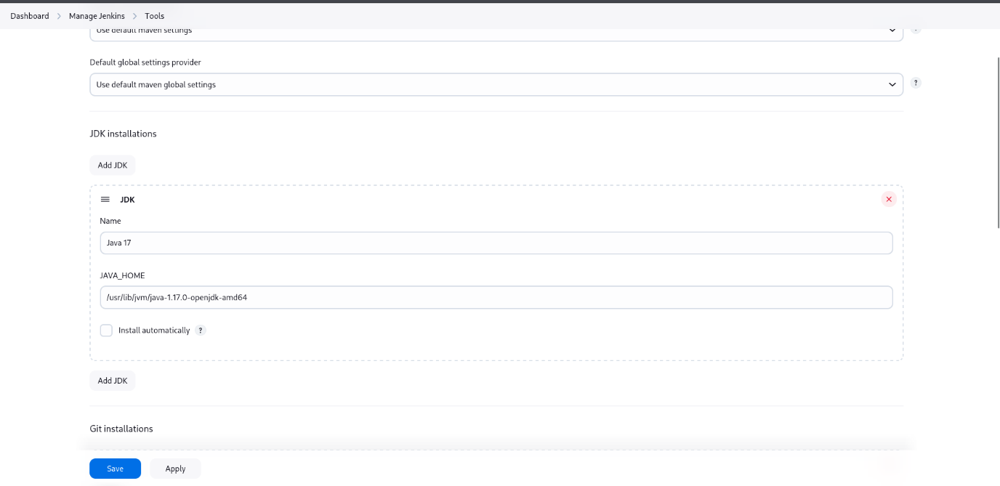 Dashboard > Manage Jenkins > Tools
Use default maven settings
?
Default global settings provider
Use default maven global settings
?
JDK installations
Add JDK
JDK
Name
Java 17
JAVA_HOME
/usr/lib/jvm/java-1.17.0-openjdk-amd64
Install automatically ?
Add JDK
Git installations
Save Apply